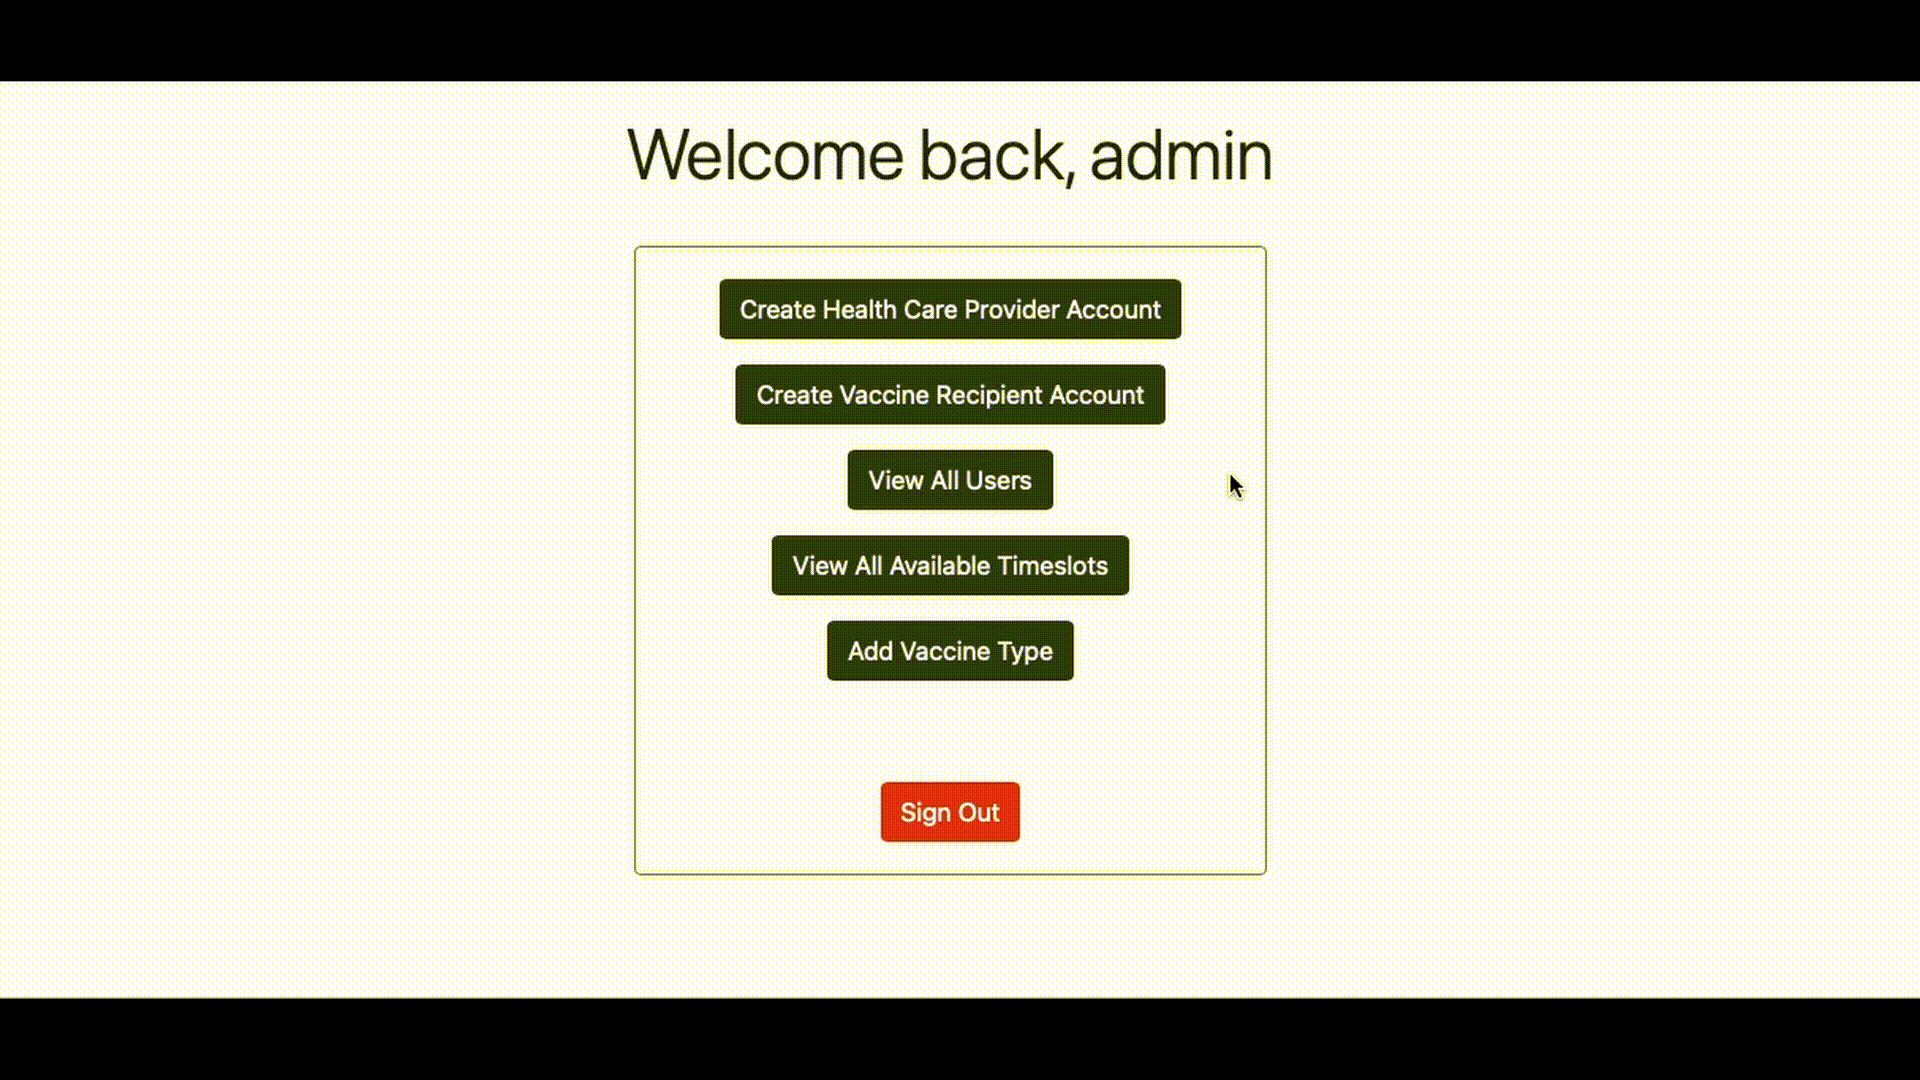 Welcome back, admin
Create Health Care Provider Account
Create Vaccine Recipient Account
View All Users
View All Available Timeslots
Add Vaccine Type
Sign Out